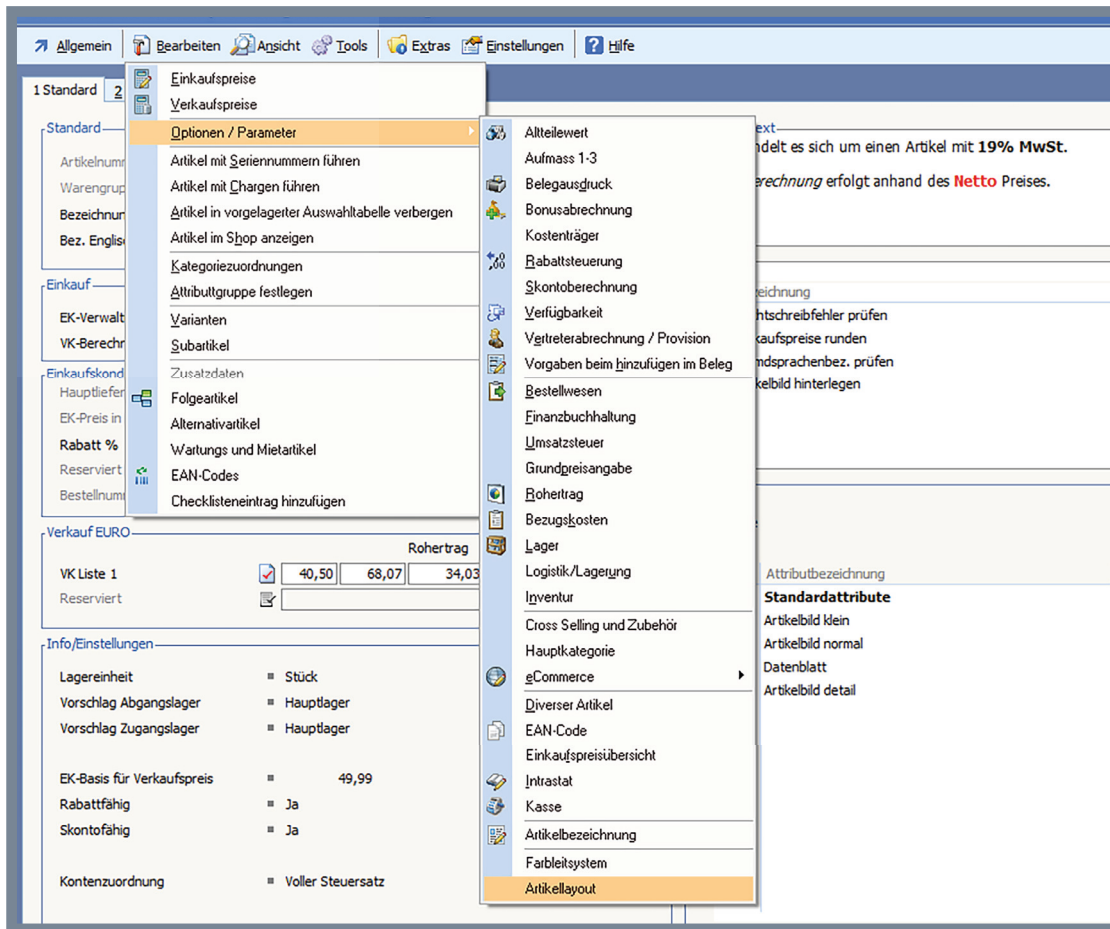 Allgemein Bearbeiten Ansicht Tools Extras Einstellungen Hilfe
1 Standard 2
Einkaufspreise
Verkaufspreise
Optionen / Parameter
Artikel mit Seriennummern führen
Artikel mit Chargen führen
Artikel in vorgelagerter Auswahltabelle verbergen
Artikel im Shop anzeigen
Kategoriezuordnungen
Attributtgruppe festlegen
Varianten
Subartikel
Zusatzdaten
Folgeartikel
Alternativartikel
Wartungs und Mietartikel
EAN-Codes
Checklisteneintrag hinzufügen
Altteilewert
Aufmass 1-3
Belegausdruck
Bonusabrechnung
Kostenträger
Rabattsteuerung
Skontoberechnung
Verfügbarkeit
Vertreterabrechnung / Provision
Vorgaben beim hinzufügen im Beleg
Bestellwesen
Finanzbuchhaltung
Umsatzsteuer
Grundpreisangabe
Rohertrag
Bezugskosten
Lager
Logistik/Lagerung
Inventur
Cross Selling und Zubehör
Hauptkategorie
eCommerce
Diverser Artikel
EAN-Code
Einkaufspreisübersicht
Intrastat
Kasse
Artikelbezeichnung
Farbleitsystem
Artikellayout
Standard
Artikelnum
Warengrup
Bezeichnun
Bez. Englis
Einkauf
EK-Verwalt
VK-Berechn
Einkaufskond
Hauptliefer
EK-Preis in
Rabatt %
Reserviert
Bestellnum
Verkauf EURO
Rohertrag
VK Liste 1 40,50 68,07 34,03
Reserviert
Info/Einstellungen
Lagereinheit Stück
Vorschlag Abgangslager Hauptlager
Vorschlag Zugangslager Hauptlager
EK-Basis für Verkaufspreis 49,99
Rabattfähig Ja
Skontofähig Ja
Kontenzuordnung Voller Steuersatz
ext
ndelt es sich um einen Artikel mit 19% MwSt.
erechnung erfolgt anhand des Netto Preises.
zeichnung
htschreibfehler prüfen
kaufspreise runden
mdsprachenbez. prüfen
kelbild hinterlegen
Attributbezeichnung
Standardattribute
Artikelbild klein
Artikelbild normal
Datenblatt
Artikelbild detail